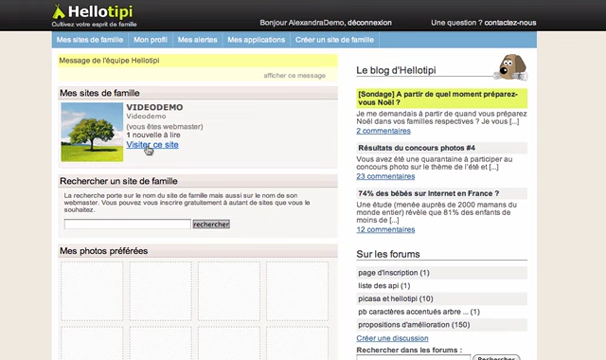 Hellotipi
Cultivez votre esprit de famille
Bonjour AlexandraDemo, déconnexion
Une question ? contactez-nous
Mes sites de famille
Mon profil
Mes alertes
Mes applications
Créer un site de famille
Message de l'équipe Hellotipi
afficher ce message
Mes sites de famille
VIDEODEMO
Videodemo
(vous êtes webmaster)
1 nouvelle à lire
Visiter ce site
Rechercher un site de famille
La recherche porte sur le nom du site de famille mais aussi sur le nom de son
webmaster. Vous pouvez vous inscrire gratuitement à autant de sites que vous le
souhaitez.
rechercher
Mes photos préférées
Le blog d'Hellotipi
[Sondage] A partir de quel moment préparez-
vous Noël ?
Je me demandais à partir de quand vous prépariez
Noël dans vos familles respectives ? Je vous [...]
2 commentaires
Résultats du concours photos #4
Vous avez été une quarantaine à participer au
concours photo sur le thème de l'été et [...]
23 commentaires
74% des bébés sur Internet en France ?
Une étude (menée auprès de 2000 mamans du
monde entier) révèle que 81% des enfants de
moins de [...]
12 commentaires
Sur les forums
page d'inscription (1)
liste des api (1)
picasa et hellotipi (10)
pb caractères accentués arbre ... (1)
propositions d'amélioration (150)
Créer une discussion
Rechercher dans les forums :
Rechercher